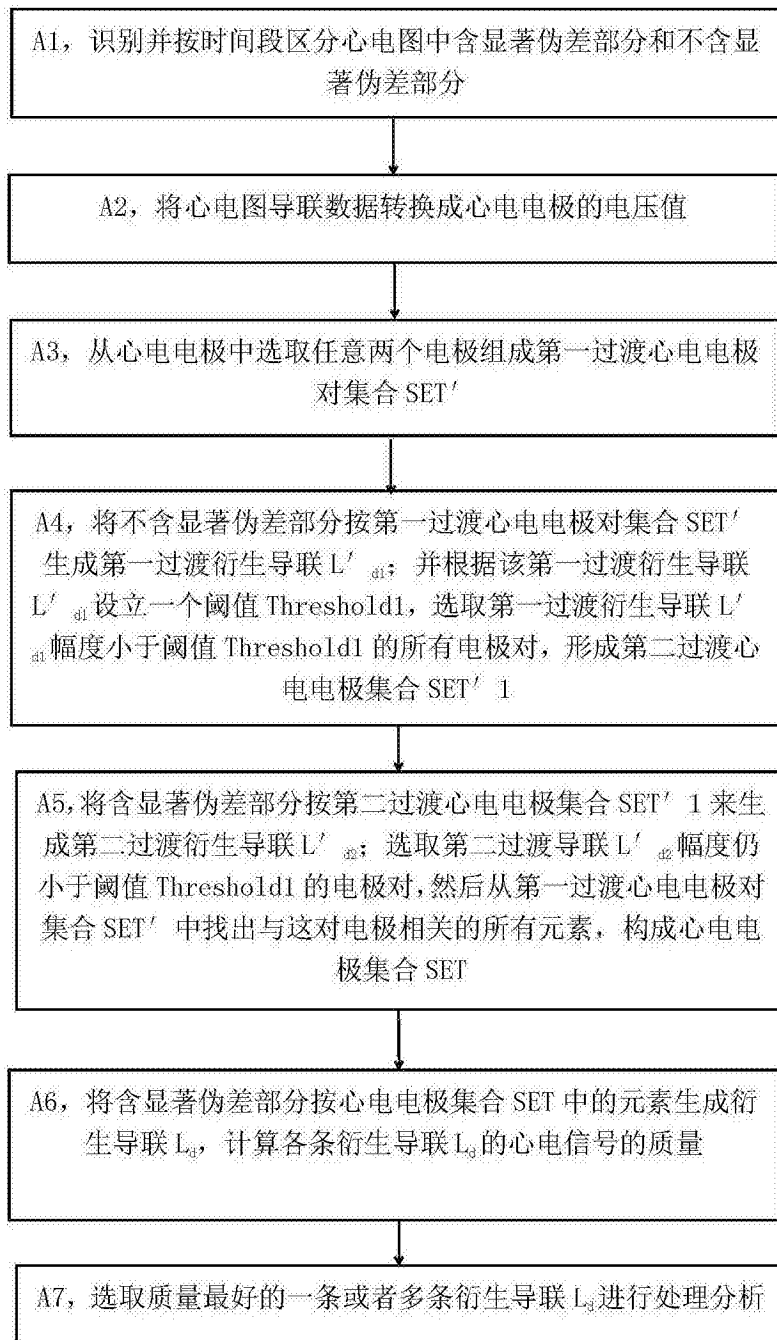 A1，识别并按时间段区分心电图中含显著伪差部分和不含显
著伪差部分
A2，将心电图导联数据转换成心电电极的电压值
A3，从心电电极中选取任意两个电极组成第一过渡心电电极
对集合 SET′
A4，将不含显著伪差部分按第一过渡心电电极对集合 SET′
生成第一过渡衍生导联 L′d1；并根据该第一过渡衍生导联
L′d1设立一个阈值 Threshold1，选取第一过渡衍生导联 L′
d1幅度小于阈值 Threshold1 的所有电极对，形成第二过渡心
电电极集合 SET′1
A5,将含显著伪差部分按第二过渡心电电极集合 SET′1 来生
成第二过渡衍生导联 L′d2；选取第二过渡导联 L′d2幅度仍
小于阈值 Threshold1 的电极对,然后从第一过渡心电电极对
集合 SET′中找出与这对电极相关的所有元素，构成心电电
极集合 SET
A6，将含显著伪差部分按心电电极集合 SET 中的元素生成衍
生导联 Ld，计算各条衍生导联 Ld的心电信号的质量
A7，选取质量最好的一条或者多条衍生导联 Ld进行处理分析